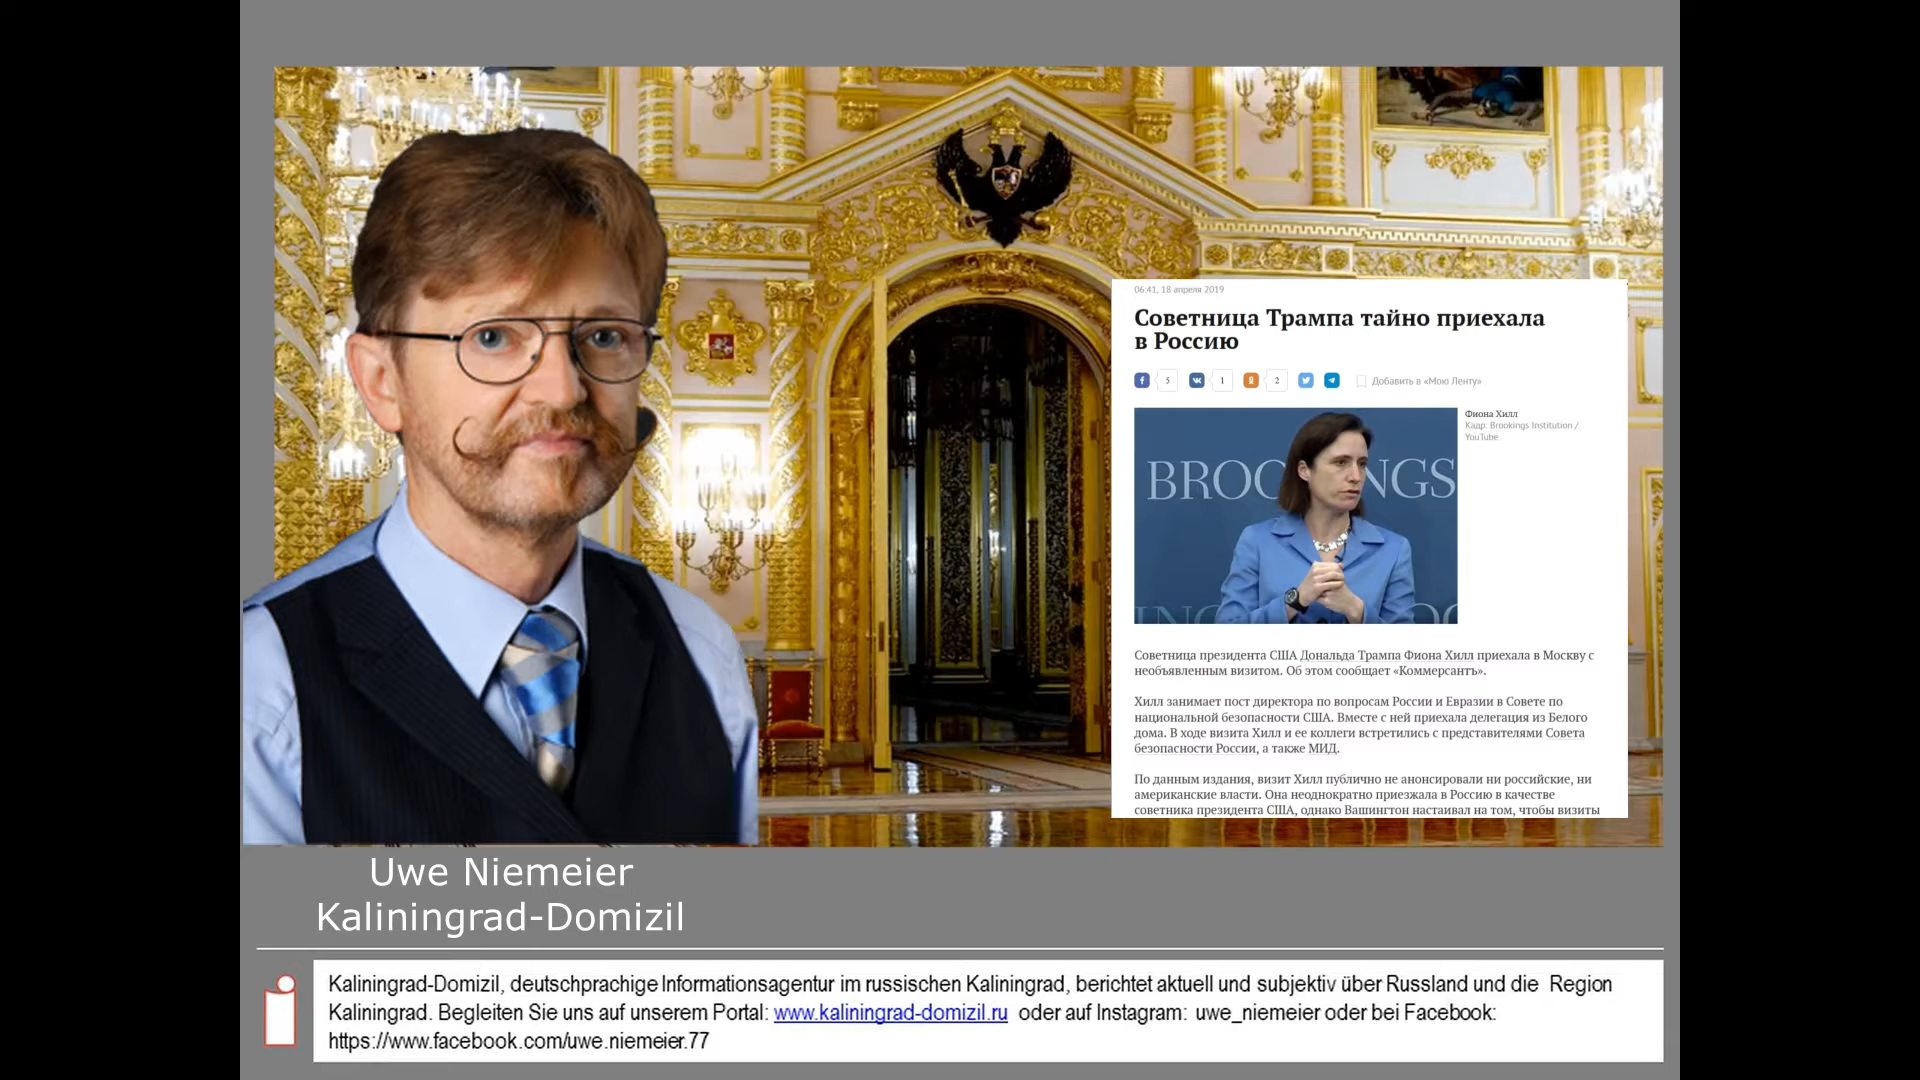 06:41, 18 апреля 2019
Советница Трампа тайно приехала
в Россию
5
1
2
Добавить в «Мою Ленту»
BROOKINGS
Фиона Хилл
Кадр: Brookings Institution /
YouTube
Советница президента США Дональда Трампа Фиона Хилл приехала в Москву с
необъявленным визитом. Об этом сообщает «Коммерсантъ».
Хилл занимает пост директора по вопросам России и Евразии в Совете по
национальной безопасности США. Вместе с ней приехала делегация из Белого
дома. В ходе визита Хилл и ее коллеги встретились с представителями Совета
безопасности России, а также МИД.
По данным издания, визит Хилл публично не анонсировали ни российские, ни
американские власти. Она неоднократно приезжала в Россию в качестве
советника президента США, однако Вашингтон настаивал на том, чтобы визиты
Uwe Niemeier
Kaliningrad-Domizil
Kaliningrad-Domizil, deutschprachige Informationsagentur im russischen Kaliningrad, berichtet aktuell und subjektiv über Russland und die Region
Kaliningrad. Begleiten Sie uns auf unserem Portal: www.kaliningrad-domizil.ru oder auf Instagram: uwe_niemeier oder bei Facebook:
https://www.facebook.com/uwe.niemeier.77